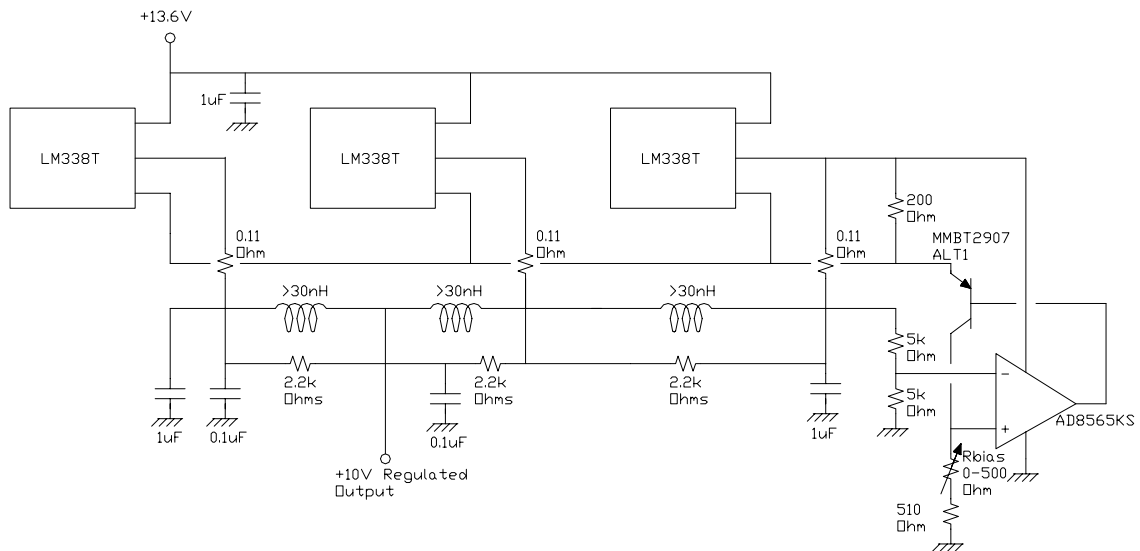 +13.6V
1uF
LM338T
LM338T
LM338T
200
Ohm
MMBT2907
ALT1
0.11
Ohm
0.11
Ohm
0.11
Ohm
>30nH
>30nH
>30nH
5k
Ohm
2.2k
Ohms
2.2k
Ohms
2.2k
Ohms
5k
Ohm
−
+
AD8565KS
1uF
0.1uF
0.1uF
1uF
+10V Regulated
Output
Rbias
0-500
Ohm
510
Ohm